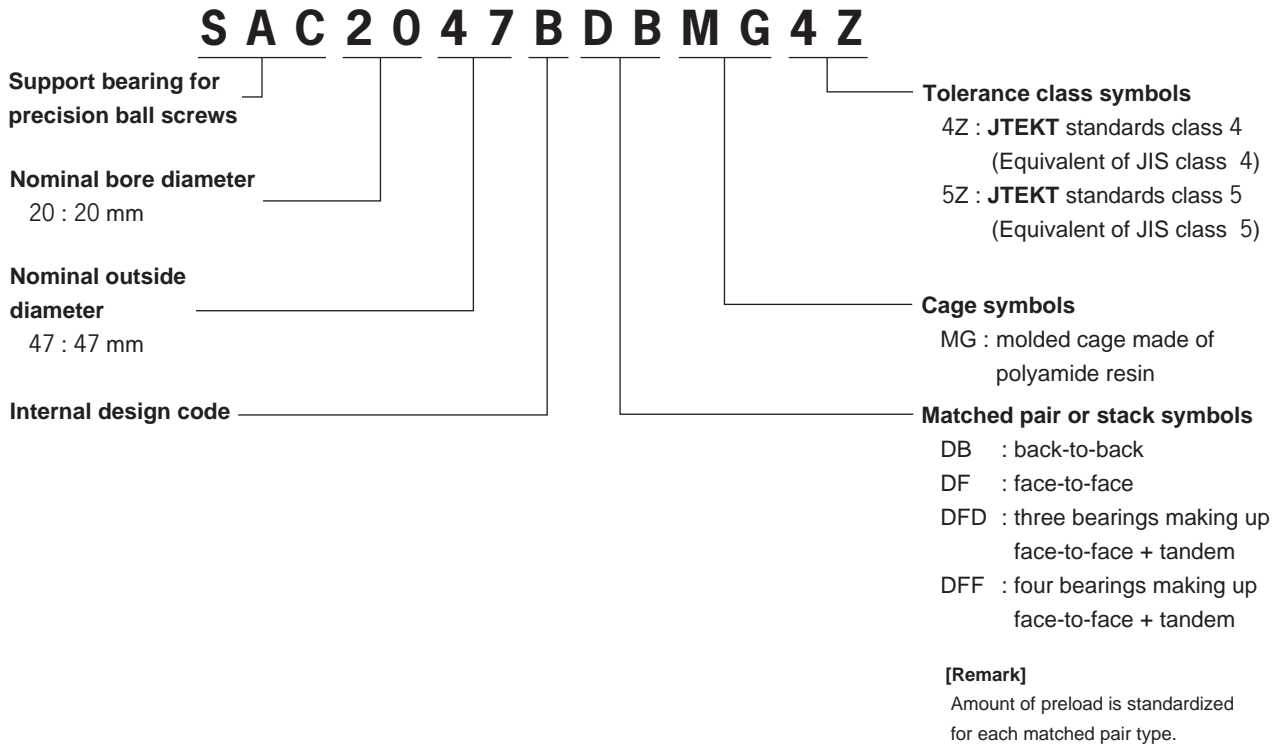 SAC2047BDBMG4Z
Support bearing for
precision ball screws
Nominal bore diameter
20 : 20 mm
Nominal outside
diameter
47 : 47 mm
Internal design code
Tolerance class symbols
4Z : JTEKT standards class 4
(Equivalent of JIS class 4)
5Z : JTEKT standards class 5
(Equivalent of JIS class 5)
Cage symbols
MG : molded cage made of
polyamide resin
Matched pair or stack symbols
DB : back-to-back
DF : face-to-face
DFD : three bearings making up
face-to-face + tandem
DFF : four bearings making up
face-to-face + tandem
[Remark]
Amount of preload is standardized
for each matched pair type.